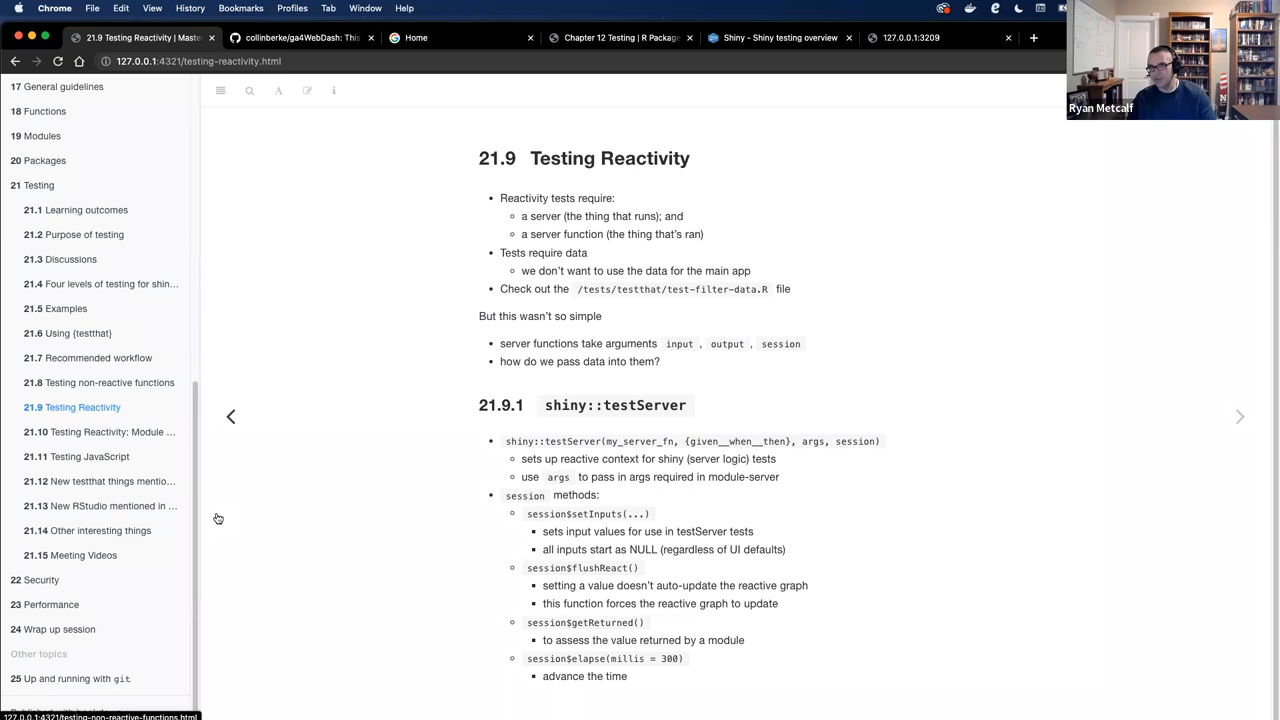 Chrome File Edit View History Bookmarks Profiles Tab Window Help
21.9 Testing Reactivity | Maste
collinberke/ga4WebDash: This
Home
Chapter 12 Testing | R Package
Shiny - Shiny testing overview
127.0.0.1:3209
127.0.0.1:4321/testing-reactivity.html
Ryan Metcalf
17 General guidelines
18 Functions
19 Modules
20 Packages
21 Testing
21.1 Learning outcomes
21.2 Purpose of testing
21.3 Discussions
21.4 Four levels of testing for shin...
21.5 Examples
21.6 Using {testthat}
21.7 Recommended workflow
21.8 Testing non-reactive functions
21.9 Testing Reactivity
21.10 Testing Reactivity: Module ...
21.11 Testing JavaScript
21.12 New testthat things mentio...
21.13 New RStudio mentioned in ...
21.14 Other interesting things
21.15 Meeting Videos
22 Security
23 Performance
24 Wrap up session
Other topics
25 Up and running with git
127.0.0.1:4321/testing-non-reactive-functions.html
21.9 Testing Reactivity
• Reactivity tests require:
◦ a server (the thing that runs); and
◦ a server function (the thing that's ran)
• Tests require data
◦ we don't want to use the data for the main app
• Check out the /tests/testthat/test-filter-data.R file
But this wasn't so simple
• server functions take arguments input , output , session
• how do we pass data into them?
21.9.1 shiny::testServer
• shiny::testServer(my_server_fn, {given__when__then}, args, session)
◦ sets up reactive context for shiny (server logic) tests
◦ use args to pass in args required in module-server
• session methods:
◦ session$setInputs(...)
▪ sets input values for use in testServer tests
▪ all inputs start as NULL (regardless of UI defaults)
◦ session$flushReact()
▪ setting a value doesn't auto-update the reactive graph
▪ this function forces the reactive graph to update
◦ session$getReturned()
▪ to assess the value returned by a module
◦ session$elapse(millis = 300)
▪ advance the time